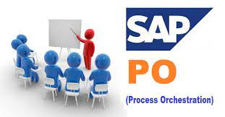 SAP
PO
(Process Orchestration)